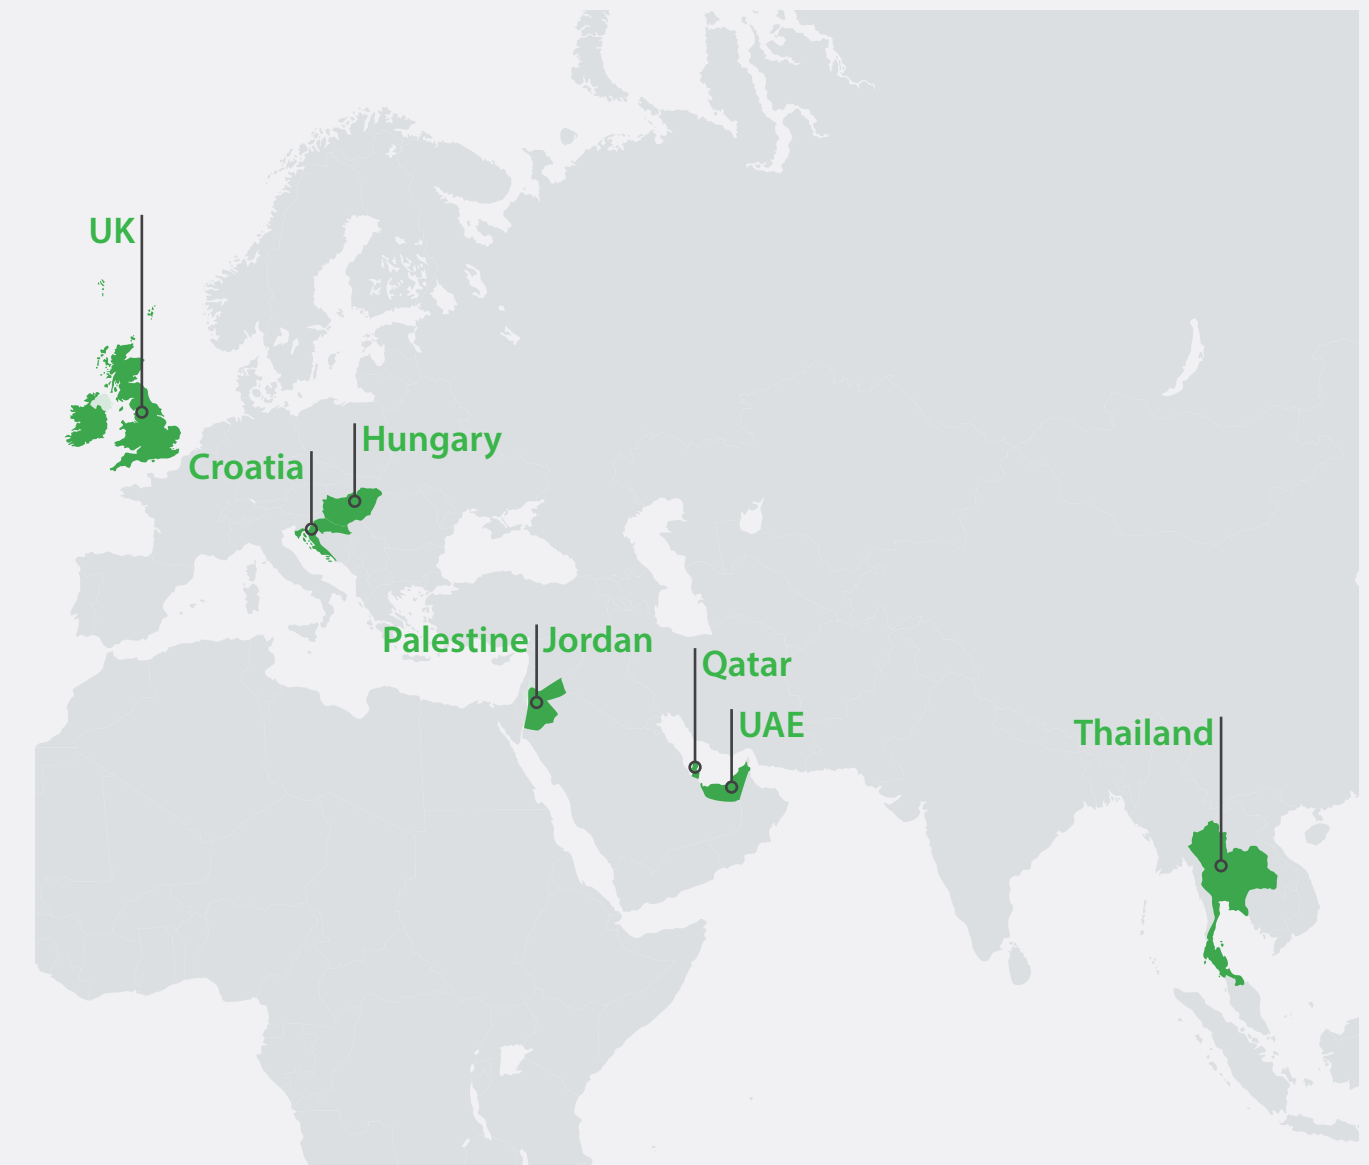 UK
Hungary
Croatia
Palestine Jordan
Qatar
UAE
Thailand